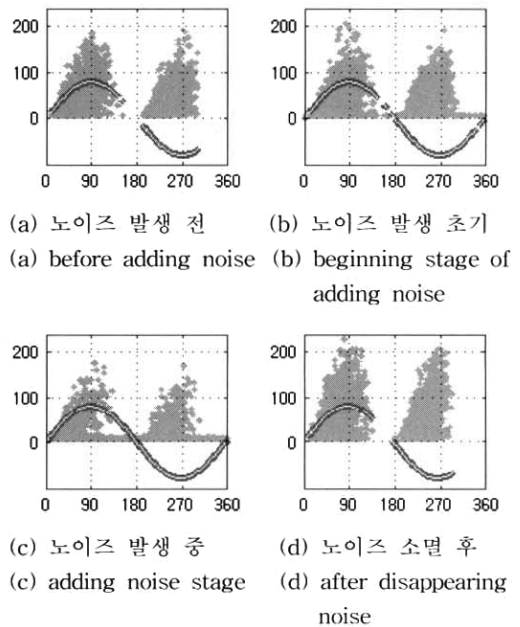 200
100
0
0 90 180 270 360
200
100
0
0 90 180 270 360
(a) 노이즈 발생 전
(a) before adding noise
(b) 노이즈 발생 초기
(b) beginning stage of
adding noise
200
100
0
0 90 180 270 360
200
100
0
0 90 180 270 360
(c) 노이즈 발생 중
(c) adding noise stage
(d) 노이즈 소멸 후
(d) after disappearing
noise